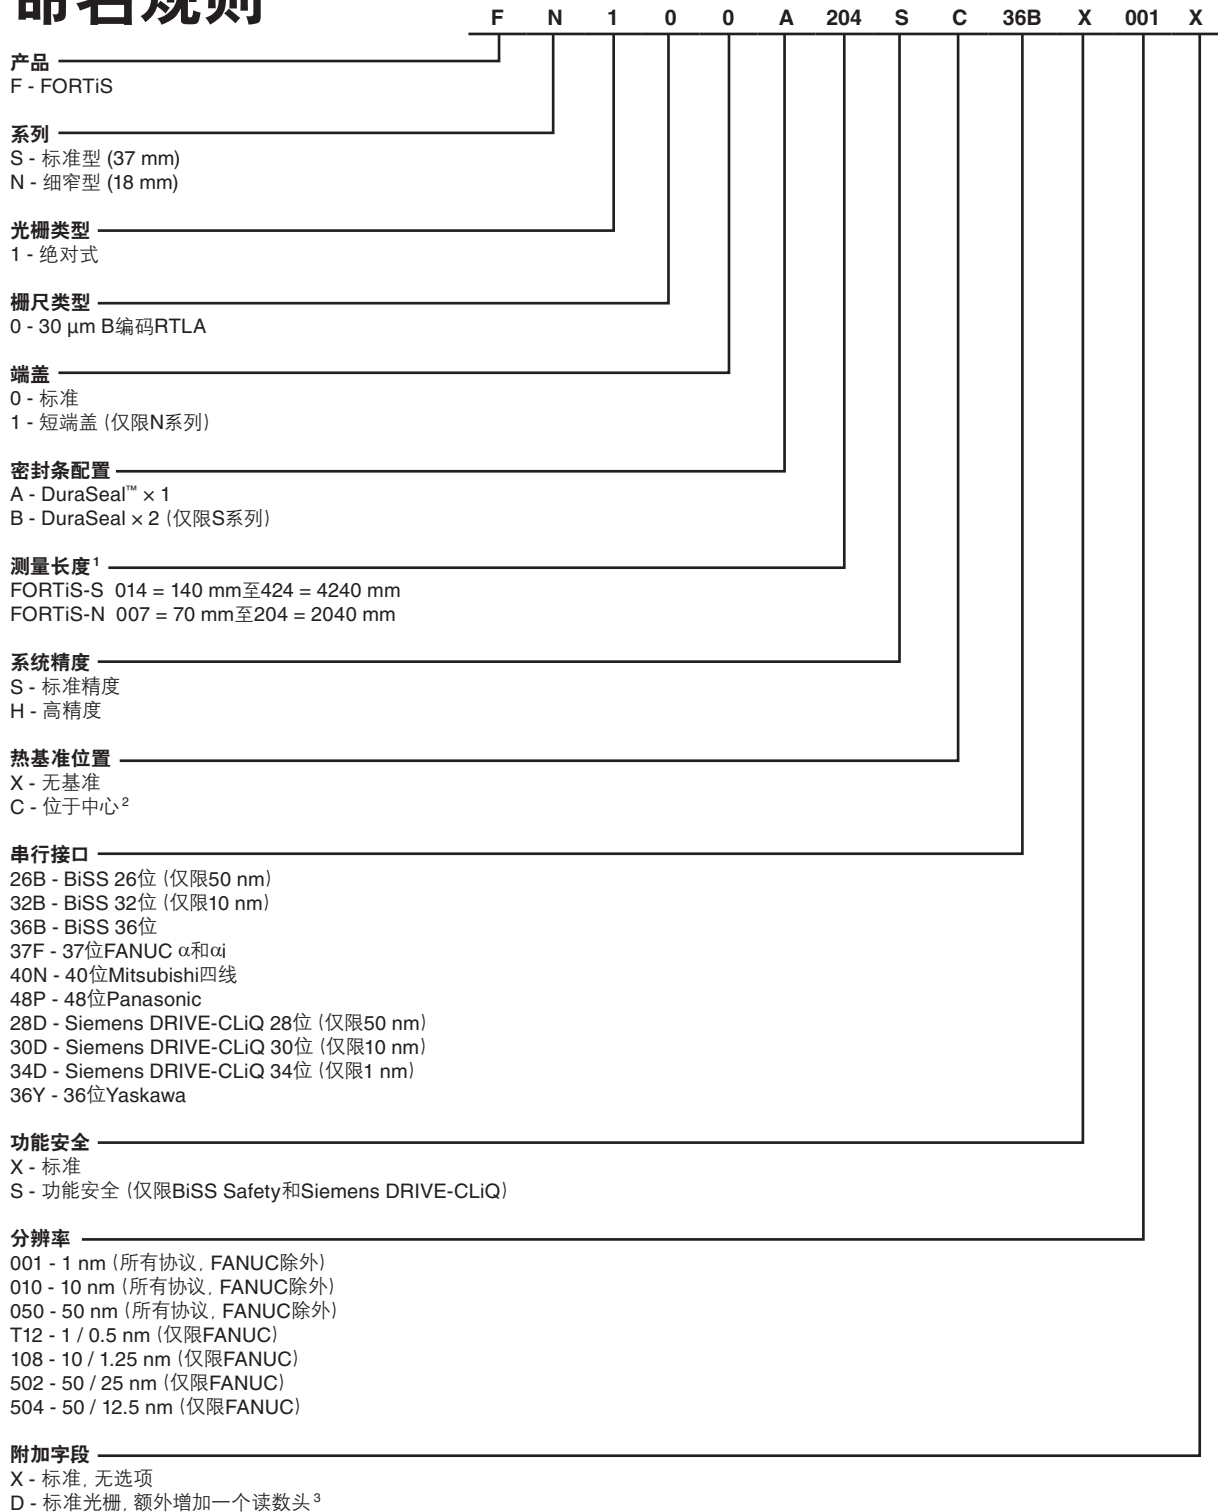 命名规则
F N 1 0 0 A 204 S C 36B X 001 X
产品
F - FORTiS
系列
S - 标准型 (37 mm)
N - 细窄型 (18 mm)
光栅类型
1 - 绝对式
栅尺类型
0 - 30 µm B编码RTLA
端盖
0 - 标准
1 - 短端盖（仅限N系列）
密封条配置
A - DuraSeal™ × 1
B - DuraSeal × 2（仅限S系列）
测量长度¹
FORTiS-S 014 = 140 mm至424 = 4240 mm
FORTiS-N 007 = 70 mm至204 = 2040 mm
系统精度
S - 标准精度
H - 高精度
热基准位置
X - 无基准
C - 位于中心²
串行接口
26B - BiSS 26位（仅限50 nm）
32B - BiSS 32位（仅限10 nm）
36B - BiSS 36位
37F - 37位FANUC α和αi
40N - 40位Mitsubishi四线
48P - 48位Panasonic
28D - Siemens DRIVE-CLiQ 28位（仅限50 nm）
30D - Siemens DRIVE-CLiQ 30位（仅限10 nm）
34D - Siemens DRIVE-CLiQ 34位（仅限1 nm）
36Y - 36位Yaskawa
功能安全
X - 标准
S - 功能安全（仅限BiSS Safety和Siemens DRIVE-CLiQ）
分辨率
001 - 1 nm（所有协议，FANUC除外）
010 - 10 nm（所有协议，FANUC除外）
050 - 50 nm（所有协议，FANUC除外）
T12 - 1 / 0.5 nm（仅限FANUC）
108 - 10 / 1.25 nm（仅限FANUC）
502 - 50 / 25 nm（仅限FANUC）
504 - 50 / 12.5 nm（仅限FANUC）
附加字段
X - 标准，无选项
D - 标准光栅，额外增加一个读数头³